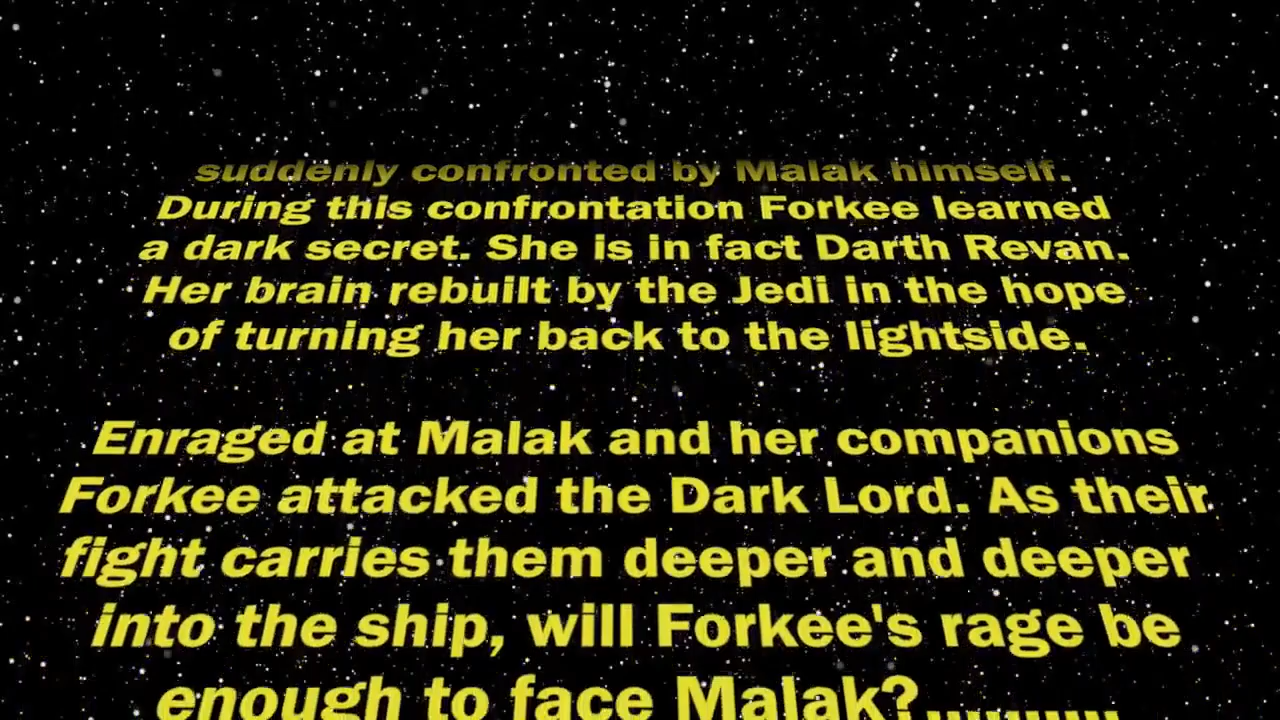 suddenly confronted by Malak himself.
During this confrontation Forkee learned
a dark secret. She is in fact Darth Revan.
Her brain rebuilt by the Jedi in the hope
of turning her back to the lightside.
Enraged at Malak and her companions
Forkee attacked the Dark Lord. As their
fight carries them deeper and deeper
into the ship, will Forkee's rage be
enough to face Malak?..........